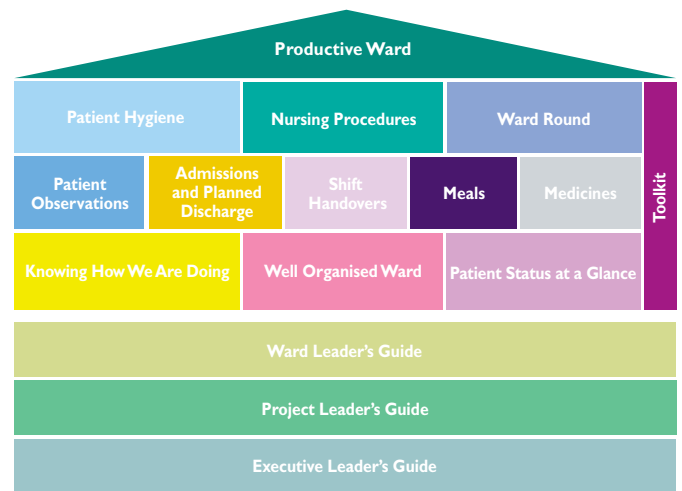 Productive Ward
Patient Hygiene
Nursing Procedures
Ward Round
Patient
Observations
Admissions
and Planned
Discharge
Shift
Handovers
Meals
Medicines
Toolkit
Knowing How We Are Doing
Well Organised Ward
Patient Status at a Glance
Ward Leader’s Guide
Project Leader’s Guide
Executive Leader’s Guide